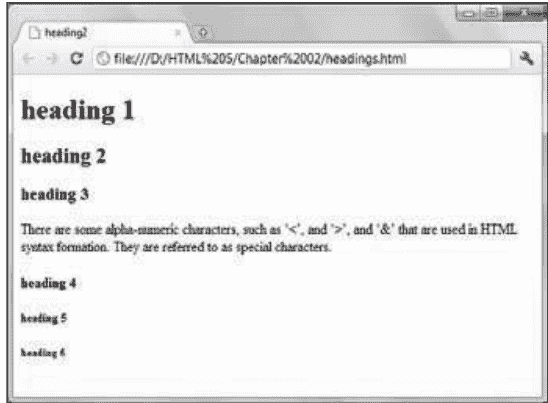 heading2
file:///D:/HTML%205/Chapter%2002/headings.html
heading 1
heading 2
heading 3
There are some alpha-numeric characters, such as '<', and '>', and '&' that are used in HTML
syntax formation. They are referred to as special characters.
heading 4
heading 5
heading 6